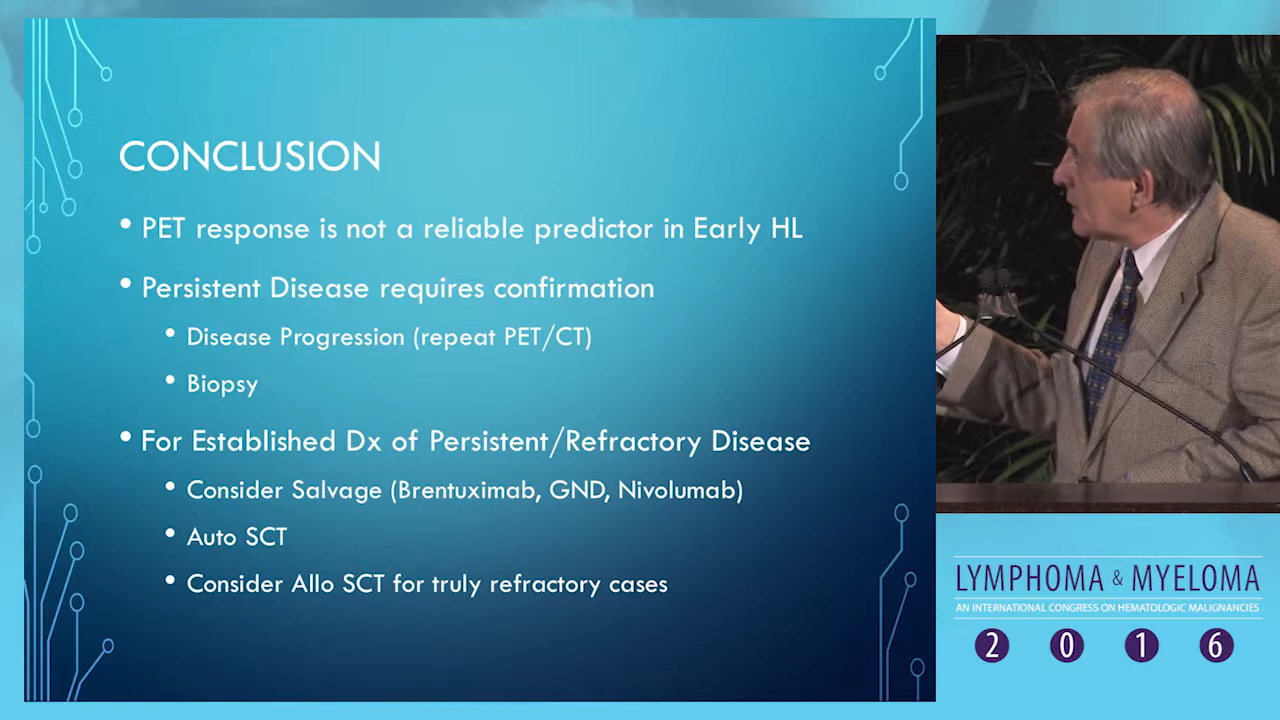 CONCLUSION
• PET response is not a reliable predictor in Early HL
• Persistent Disease requires confirmation
• Disease Progression (repeat PET/CT)
• Biopsy
• For Established Dx of Persistent/Refractory Disease
• Consider Salvage (Brentuximab, GND, Nivolumab)
• Auto SCT
• Consider Allo SCT for truly refractory cases
LYMPHOMA & MYELOMA
AN INTERNATIONAL CONGRESS ON HEMATOLOGIC MALIGNANCIES
2 0 1 6